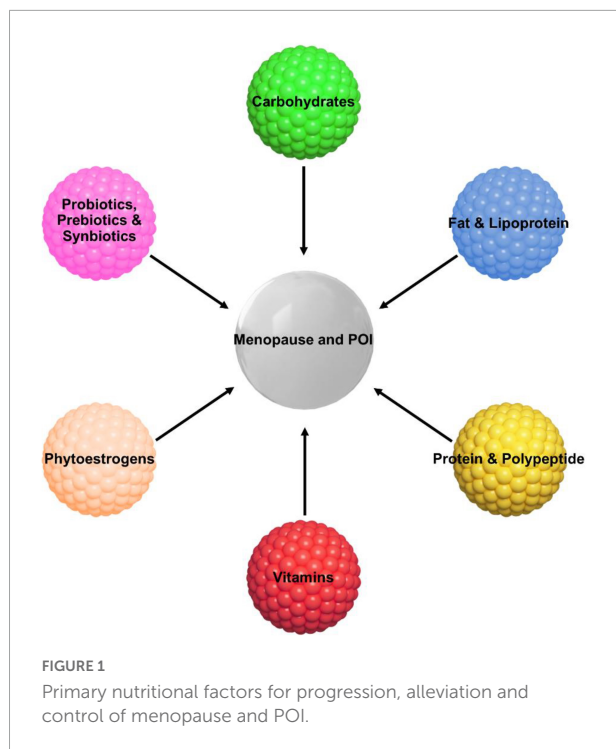 Carbohydrates
Probiotics,
Prebiotics &
Synbiotics
Fat & Lipoprotein
Menopause and POI
Phytoestrogens
Protein & Polypeptide
Vitamins
FIGURE 1
Primary nutritional factors for progression, alleviation and
control of menopause and POI.